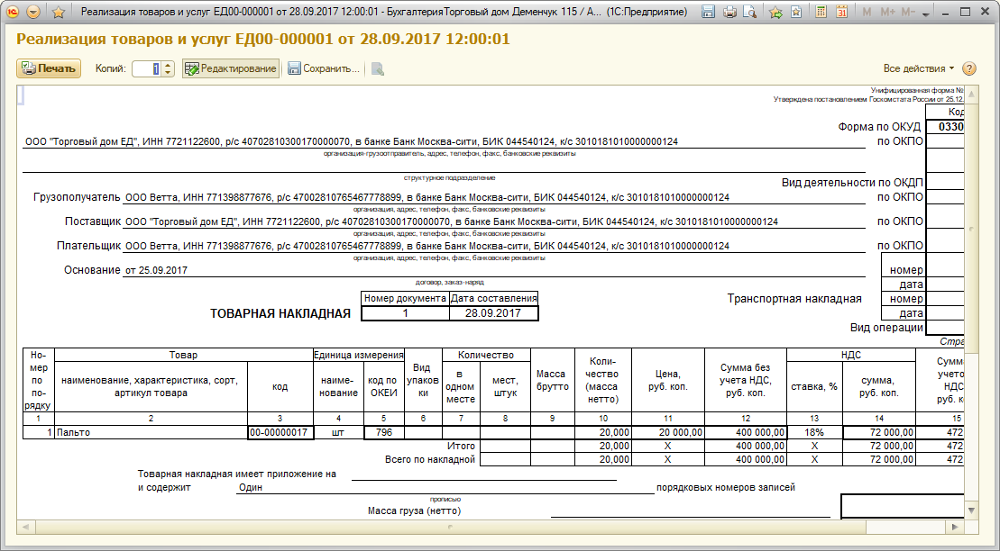 Реализация товаров и услуг ЕД00-000001 от 28.09.2017 12:00:01 - БухгалтерияТорговый дом Деменчук 115 / А... (1С:Предприятие)
M M+ M-
Реализация товаров и услуг ЕД00-000001 от 28.09.2017 12:00:01
Печать Копий: 1 Редактирование Сохранить... Все действия
Унифицированная форма №
Утверждена постановлением Госкомстата России от 25.12.
Код
Форма по ОКУД 0330
ООО "Торговый дом ЕД", ИНН 7721122600, р/с 40702810300170000070, в банке Банк Москва-сити, БИК 044540124, к/с 3010181010000000124 по ОКПО
организация-грузоотправитель, адрес, телефон, факс, банковские реквизиты
структурное подразделение
Вид деятельности по ОКДП
Грузополучатель ООО Ветта, ИНН 771398877676, р/с 47002810765467778899, в банке Банк Москва-сити, БИК 044540124, к/с 3010181010000000124 по ОКПО
организация, адрес, телефон, факс, банковские реквизиты
Поставщик ООО "Торговый дом ЕД", ИНН 7721122600, р/с 40702810300170000070, в банке Банк Москва-сити, БИК 044540124, к/с 3010181010000000124 по ОКПО
организация, адрес, телефон, факс, банковские реквизиты
Плательщик ООО Ветта, ИНН 771398877676, р/с 47002810765467778899, в банке Банк Москва-сити, БИК 044540124, к/с 3010181010000000124 по ОКПО
организация, адрес, телефон, факс, банковские реквизиты
Основание от 25.09.2017 номер
договор, заказ-наряд
дата
Номер документа Дата составления Транспортная накладная номер
ТОВАРНАЯ НАКЛАДНАЯ 1 28.09.2017 дата
Вид операции
Стра
Но-мер по по-рядку Товар Единица измерения Вид упаков ки Количество Масса брутто Коли-чество (масса нетто) Цена, руб. коп. Сумма без учета НДС, руб. коп. НДС Сумм учето НДС руб. к
наименование, характеристика, сорт, артикул товара код наиме-нование код по ОКЕИ в одном месте мест, штук ставка, % сумма, руб. коп.
1 2 3 4 5 6 7 8 9 10 11 12 13 14 15
1 Пальто 00-00000017 шт 796 20,000 20 000,00 400 000,00 18% 72 000,00 472
Итого 20,000 X 400 000,00 X 72 000,00 472
Всего по накладной 20,000 X 400 000,00 X 72 000,00 472
Товарная накладная имеет приложение на
и содержит Один порядковых номеров записей
прописью
Масса груза (нетто)